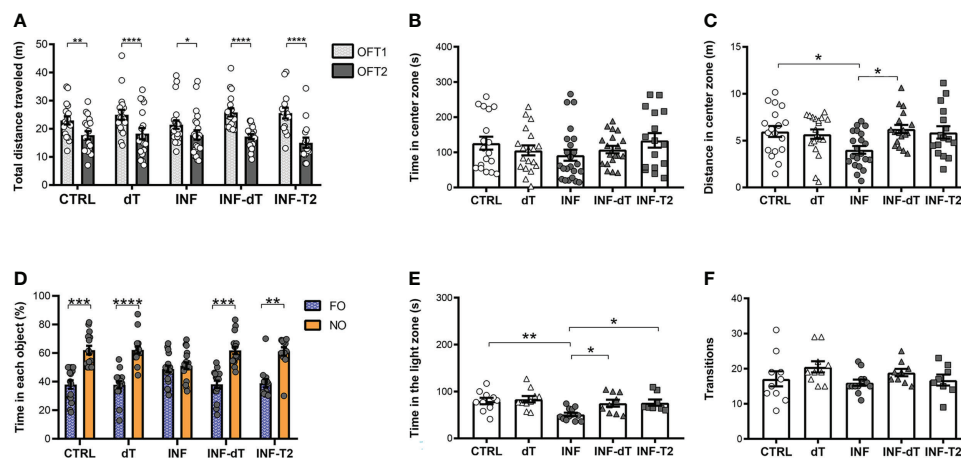 A
Total distance traveled (m)
50
40
30
20
10
0
** **** * **** ****
OFT1
OFT2
CTRL dT INF INF-dT INF-T2
B
Time in center zone (s)
400
300
200
100
0
CTRL dT INF INF-dT INF-T2
C
Distance in center zone (m)
15
10
5
0
*
*
CTRL dT INF INF-dT INF-T2
D
Time in each object (%)
100
80
60
40
20
0
*** **** *** **
FO
NO
CTRL dT INF INF-dT INF-T2
E
Time in the light zone (s)
300
200
100
0
*
**
*
CTRL dT INF INF-dT INF-T2
F
Transitions
40
30
20
10
0
CTRL dT INF INF-dT INF-T2